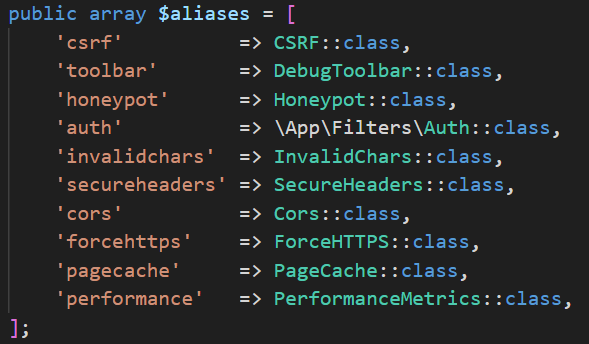 public array $aliases = [
    'csrf'          => CSRF::class,
    'toolbar'       => DebugToolbar::class,
    'honeypot'      => Honeypot::class,
    'auth'          => \App\Filters\Auth::class,
    'invalidchars'  => InvalidChars::class,
    'secureheaders' => SecureHeaders::class,
    'cors'          => Cors::class,
    'forcehttps'    => ForceHTTPS::class,
    'pagecache'     => PageCache::class,
    'performance'   => PerformanceMetrics::class,
];